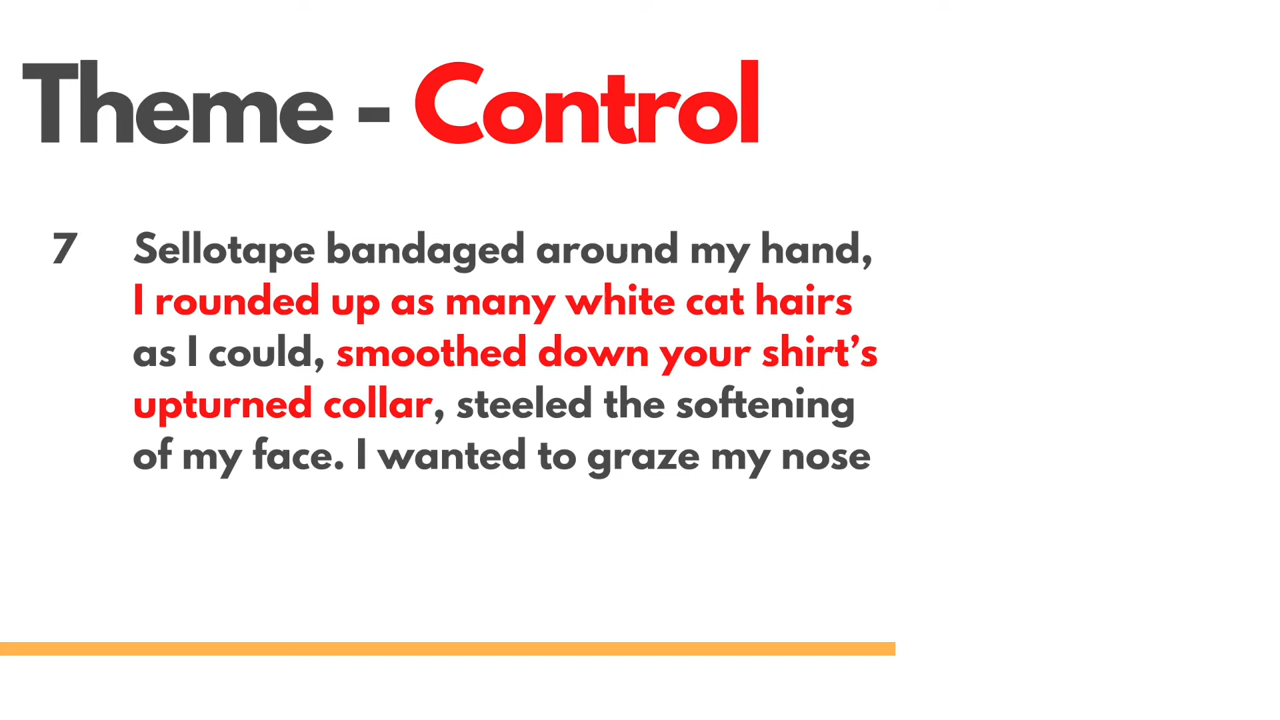 Theme - Control
7 Sellotape bandaged around my hand,
I rounded up as many white cat hairs
as I could, smoothed down your shirt’s
upturned collar, steeled the softening
of my face. I wanted to graze my nose